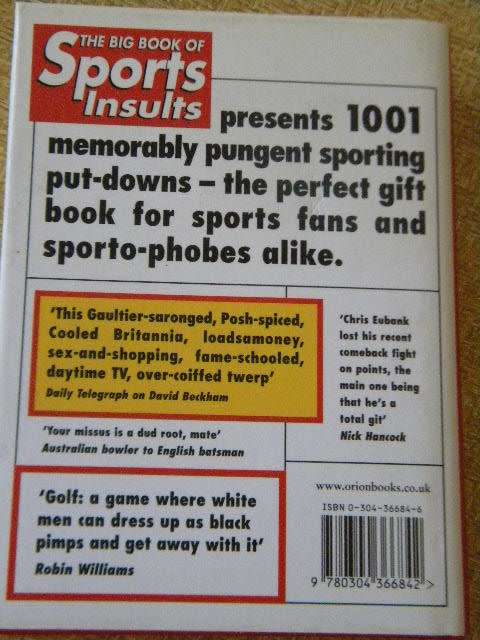 THE BIG BOOK OF
Sports
Insults
presents 1001
memorably pungent sporting
put-downs – the perfect gift
book for sports fans and
sporto-phobes alike.
'This Gaultier-saronged, Posh-spiced,
Cooled Britannia, loadsamoney,
sex-and-shopping, fame-schooled,
daytime TV, over-coiffed twerp'
Daily Telegraph on David Beckham
'Your missus is a dud root, mate'
Australian bowler to English batsman
'Golf: a game where white
men can dress up as black
pimps and get away with it'
Robin Williams
'Chris Eubank
lost his recent
comeback fight
on points, the
main one being
that he's a
total git'
Nick Hancock
www.orionbooks.co.uk
ISBN 0-304-36684-6
9 780304 366842 >